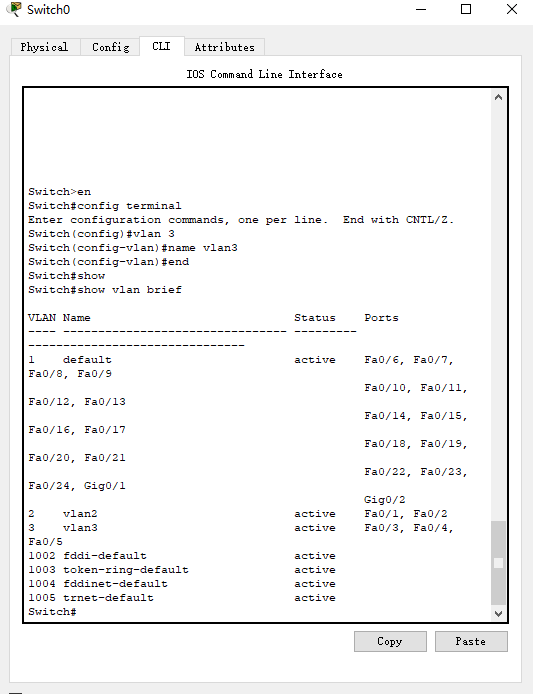 Switch0
Physical Config CLI Attributes
IOS Command Line Interface
Switch>en
Switch#config terminal
Enter configuration commands, one per line.  End with CNTL/Z.
Switch(config)#vlan 3
Switch(config-vlan)#name vlan3
Switch(config-vlan)#end
Switch#show
Switch#show vlan brief
VLAN Name                             Status    Ports
---- -------------------------------- ---------
-------------------------------
1    default                          active    Fa0/6, Fa0/7,
Fa0/8, Fa0/9
                                                Fa0/10, Fa0/11,
Fa0/12, Fa0/13
                                                Fa0/14, Fa0/15,
Fa0/16, Fa0/17
                                                Fa0/18, Fa0/19,
Fa0/20, Fa0/21
                                                Fa0/22, Fa0/23,
Fa0/24, Gig0/1
                                                Gig0/2
2    vlan2                            active    Fa0/1, Fa0/2
3    vlan3                            active    Fa0/3, Fa0/4,
Fa0/5
1002 fddi-default                     active
1003 token-ring-default               active
1004 fddinet-default                  active
1005 trnet-default                    active
Switch#
Copy Paste